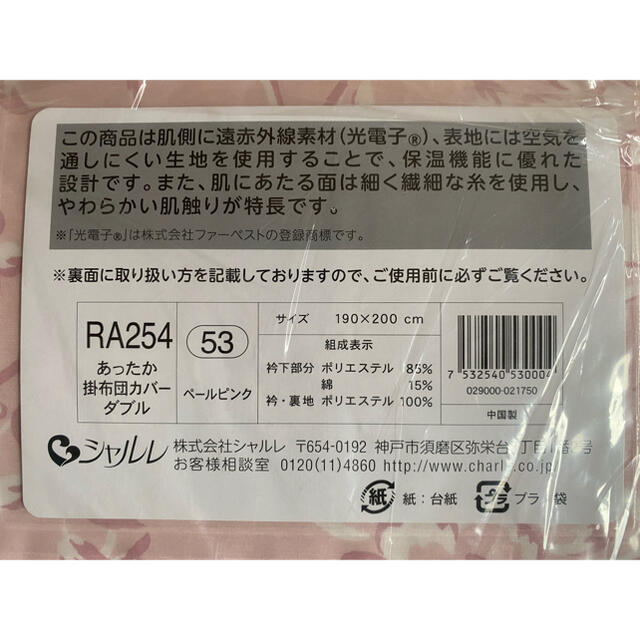 この商品は肌側に遠赤外線素材(光電子®)、表地には空気を
通しにくい生地を使用することで、保温機能に優れた
設計です。また、肌にあたる面は細く繊細な糸を使用し、
やわらかい肌触りが特長です。
※「光電子®」は株式会社ファーベストの登録商標です。
※裏面に取り扱い方を記載しておりますので、ご使用前に必ずご覧ください。
RA254
あったか
掛布団カバー
ダブル
53
ペールピンク
サイズ 190×200 cm
組成表示
衿下部分 ポリエステル 85%
綿 15%
衿・裏地 ポリエステル 100%
7 532540 530004
029000-021750
中国製
シャルレ 株式会社シャルレ 〒654-0192 神戸市須磨区弥栄台3丁目1番2号
お客様相談室 0120(11)4860 http://www.charle.co.jp
紙 紙:台紙 プラ プラ:袋